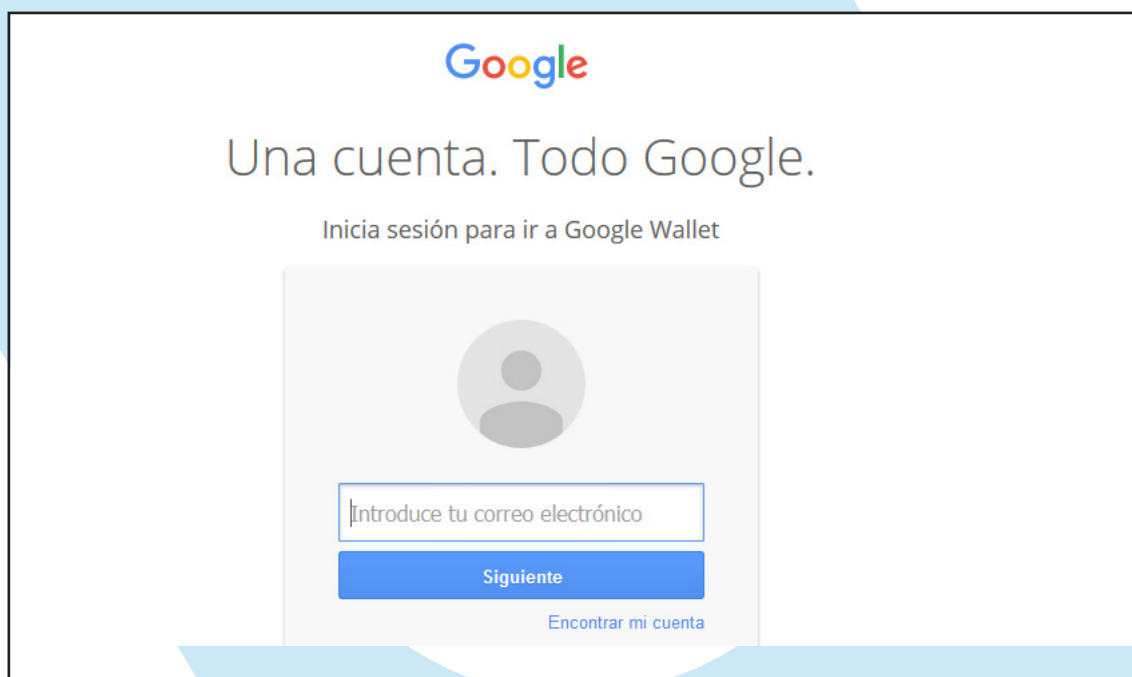 Google
Una cuenta. Todo Google.
Inicia sesión para ir a Google Wallet
Introduce tu correo electrónico
Siguiente
Encontrar mi cuenta